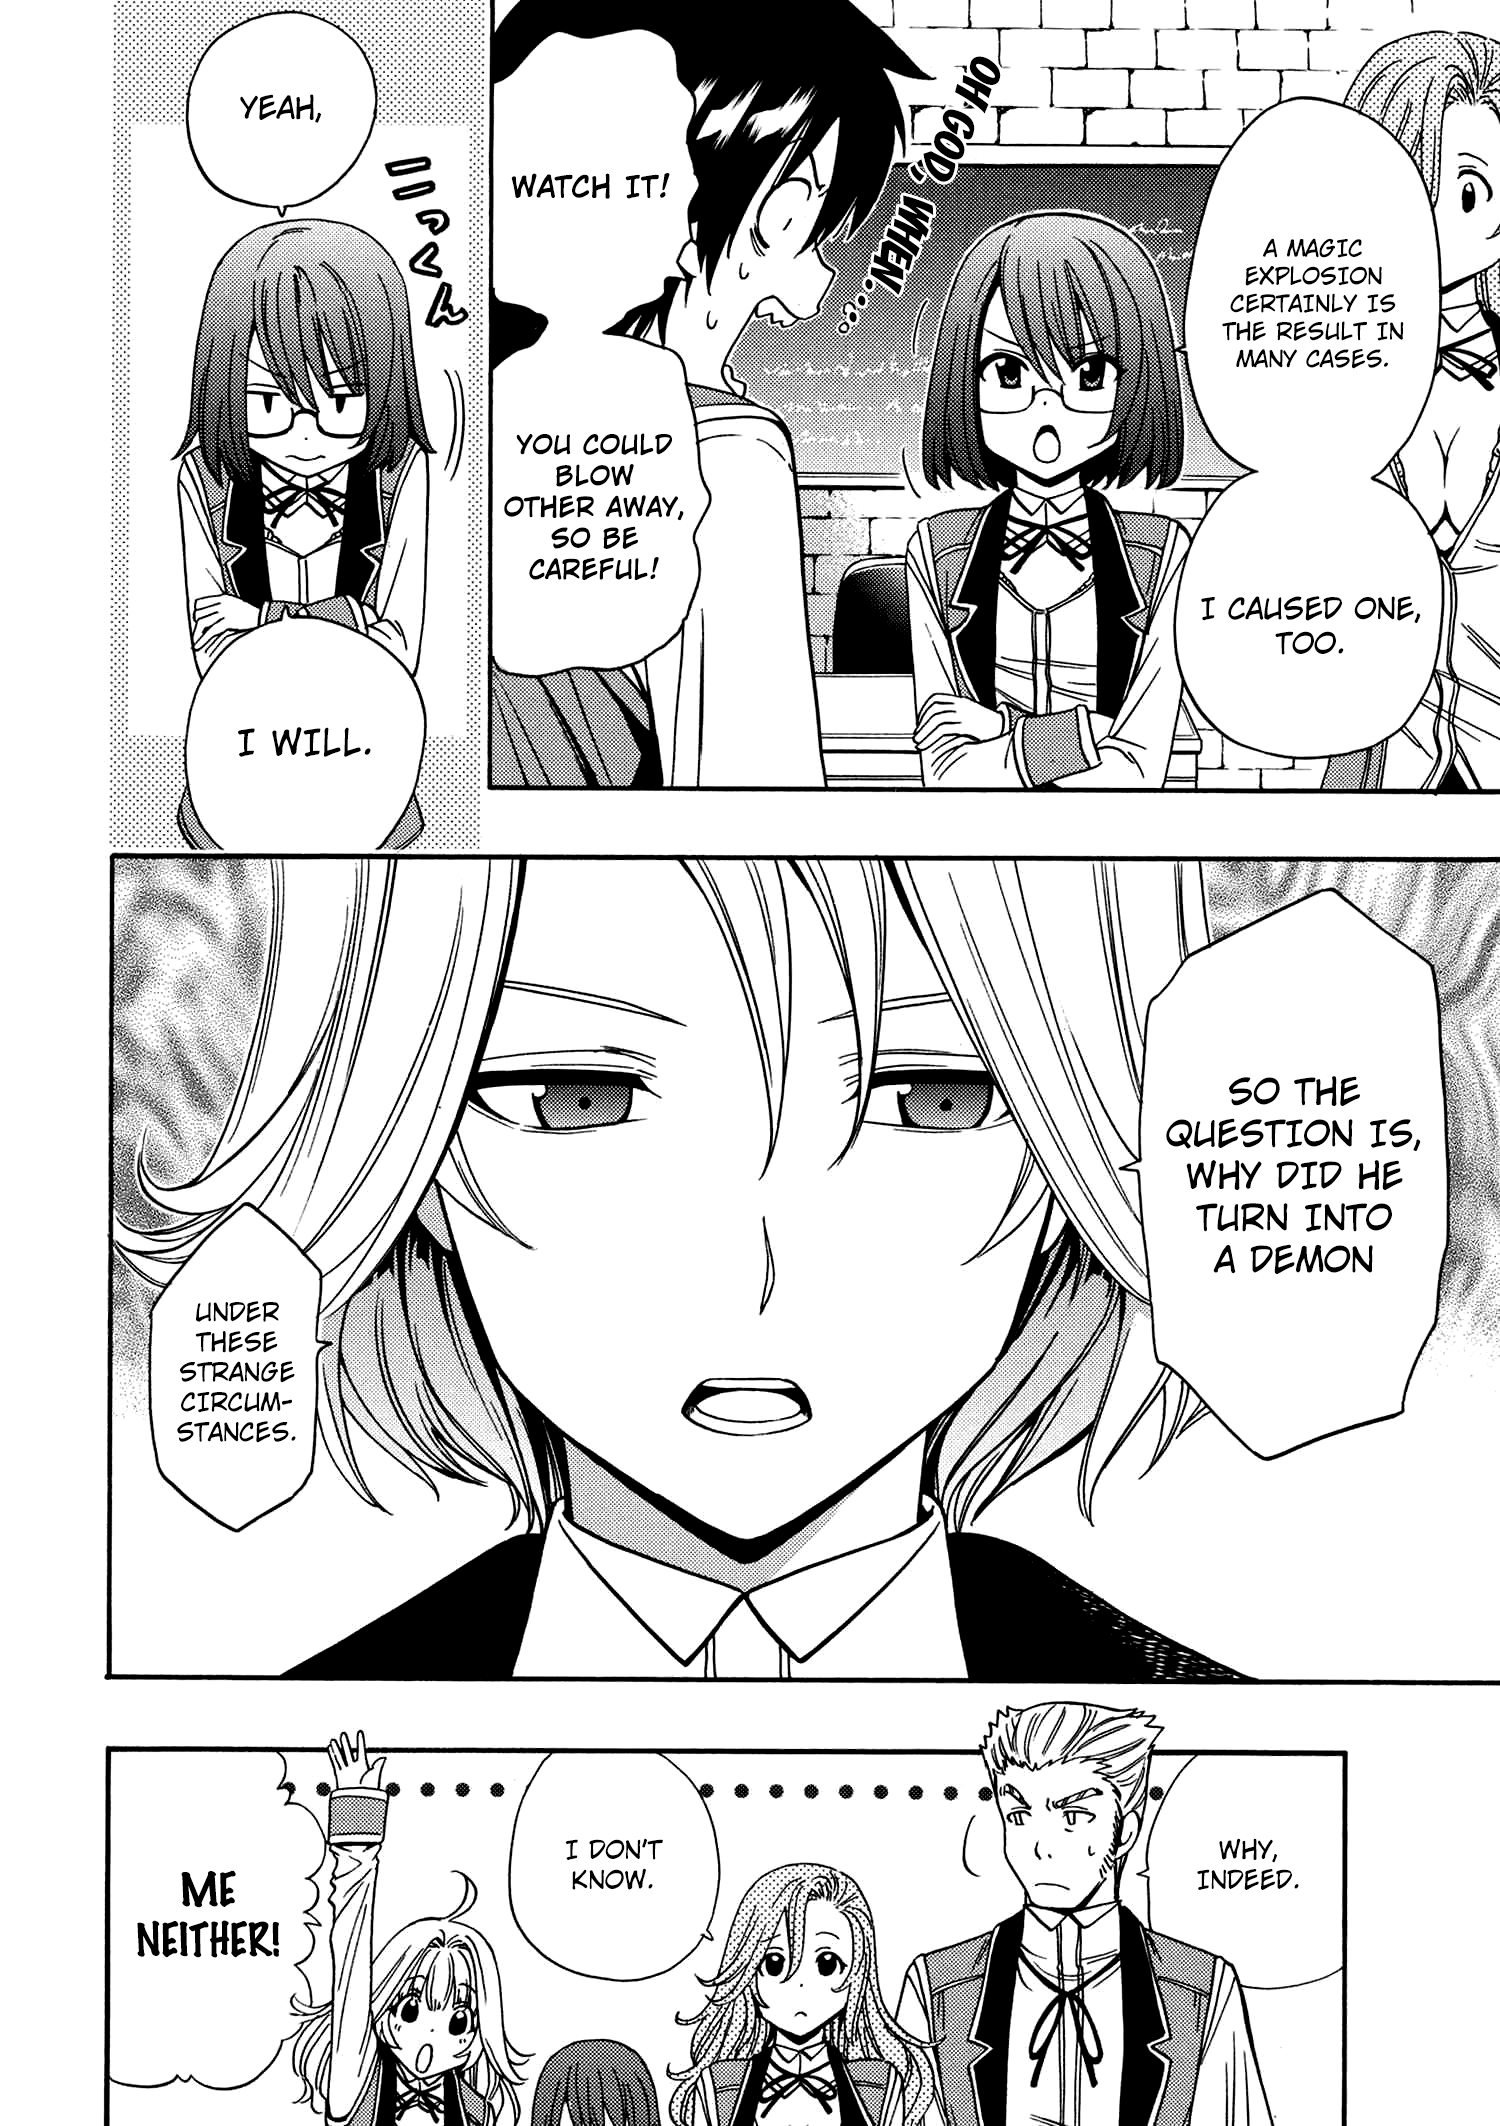 A MAGIC
EXPLOSION
CERTAINLY IS
THE RESULT IN
MANY CASES.
I CAUSED ONE,
TOO.
OH GOD, WHEN...
WATCH IT!
YOU COULD
BLOW
OTHER AWAY,
SO BE
CAREFUL!
YEAH,
こっくん
I WILL.
SO THE
QUESTION IS,
WHY DID HE
TURN INTO
A DEMON
UNDER
THESE
STRANGE
CIRCUM-
STANCES.
WHY,
INDEED.
I DON'T
KNOW.
ME
NEITHER!